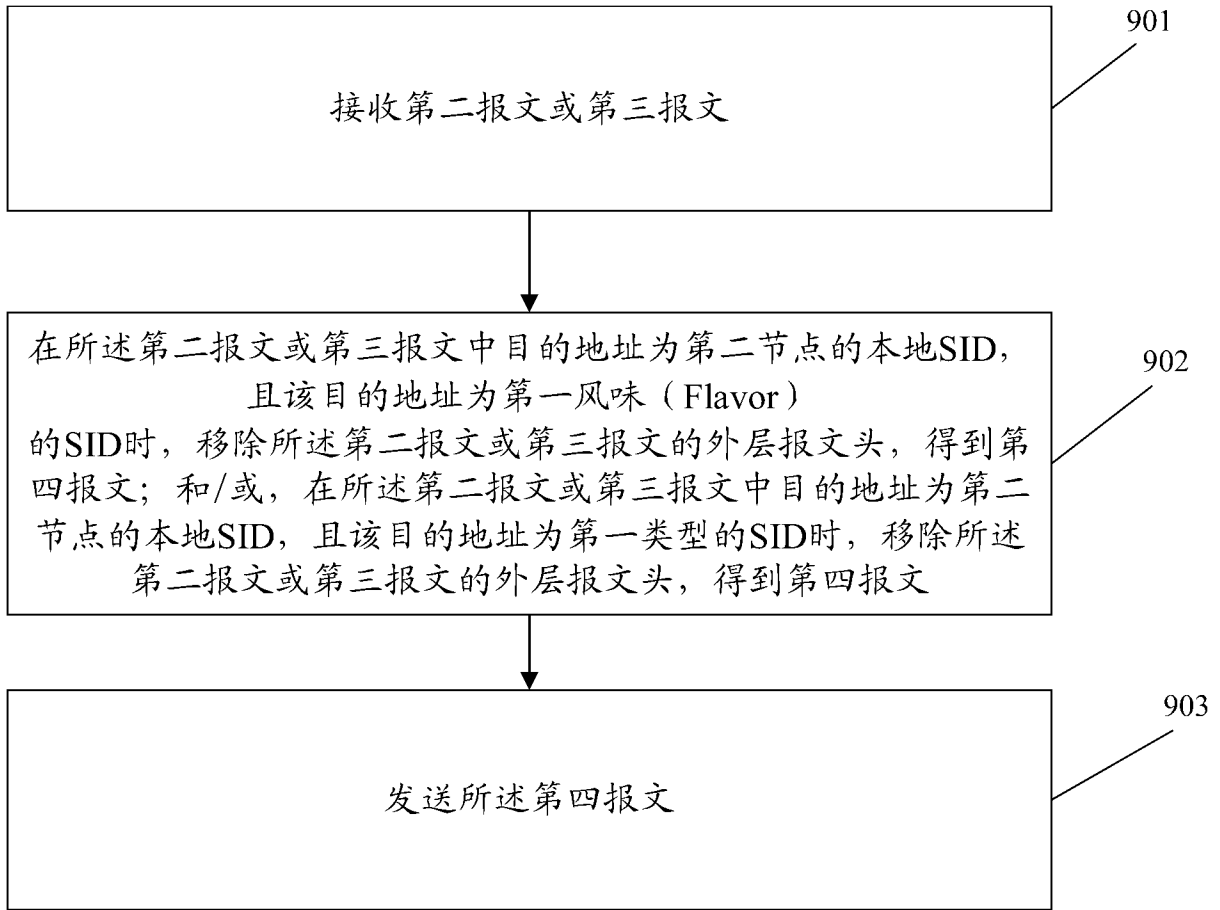 901
接收第二报文或第三报文
在所述第二报文或第三报文中目的地址为第二节点的本地SID，
且该目的地址为第一风味（Flavor）
的SID时，移除所述第二报文或第三报文的外层报文头，得到第
四报文；和/或，在所述第二报文或第三报文中目的地址为第二
节点的本地SID，且该目的地址为第一类型的SID时，移除所述
第二报文或第三报文的外层报文头，得到第四报文
902
903
发送所述第四报文